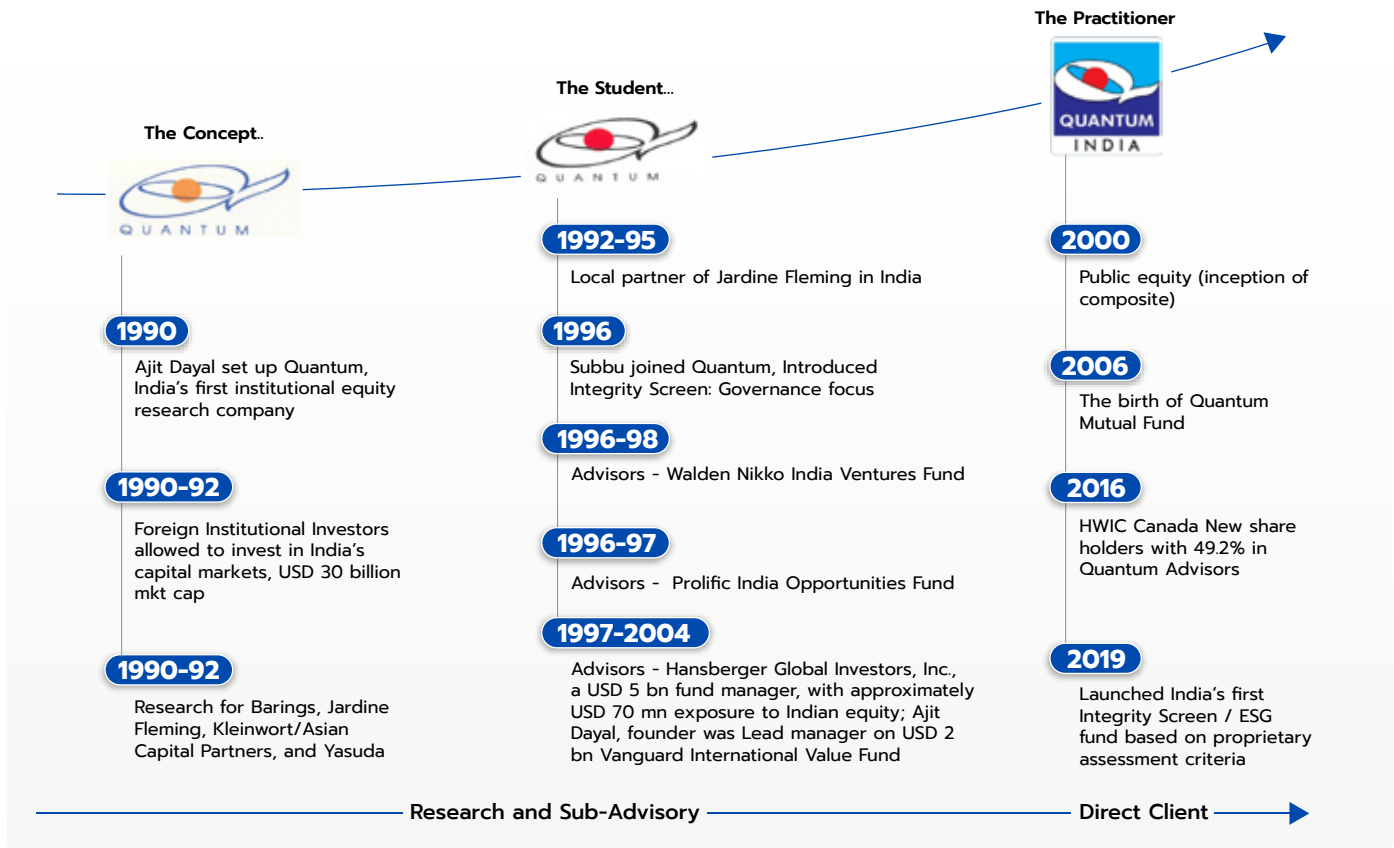 The Concept..
QUANTUM
1990
Ajit Dayal set up Quantum,
India's first institutional equity
research company
1990-92
Foreign Institutional Investors
allowed to invest in India's
capital markets, USD 30 billion
mkt cap
1990-92
Research for Barings, Jardine
Fleming, Kleinwort/Asian
Capital Partners, and Yasuda
The Student...
QUANTUM
1992-95
Local partner of Jardine Fleming in India
1996
Subbu joined Quantum, Introduced
Integrity Screen: Governance focus
1996-98
Advisors - Walden Nikko India Ventures Fund
1996-97
Advisors - Prolific India Opportunities Fund
1997-2004
Advisors - Hansberger Global Investors, Inc.,
a USD 5 bn fund manager, with approximately
USD 70 mn exposure to Indian equity; Ajit
Dayal, founder was Lead manager on USD 2
bn Vanguard International Value Fund
The Practitioner
QUANTUM
INDIA
2000
Public equity (inception of
composite)
2006
The birth of Quantum
Mutual Fund
2016
HWIC Canada New share
holders with 49.2% in
Quantum Advisors
2019
Launched India's first
Integrity Screen / ESG
fund based on proprietary
assessment criteria
Research and Sub-Advisory
Direct Client